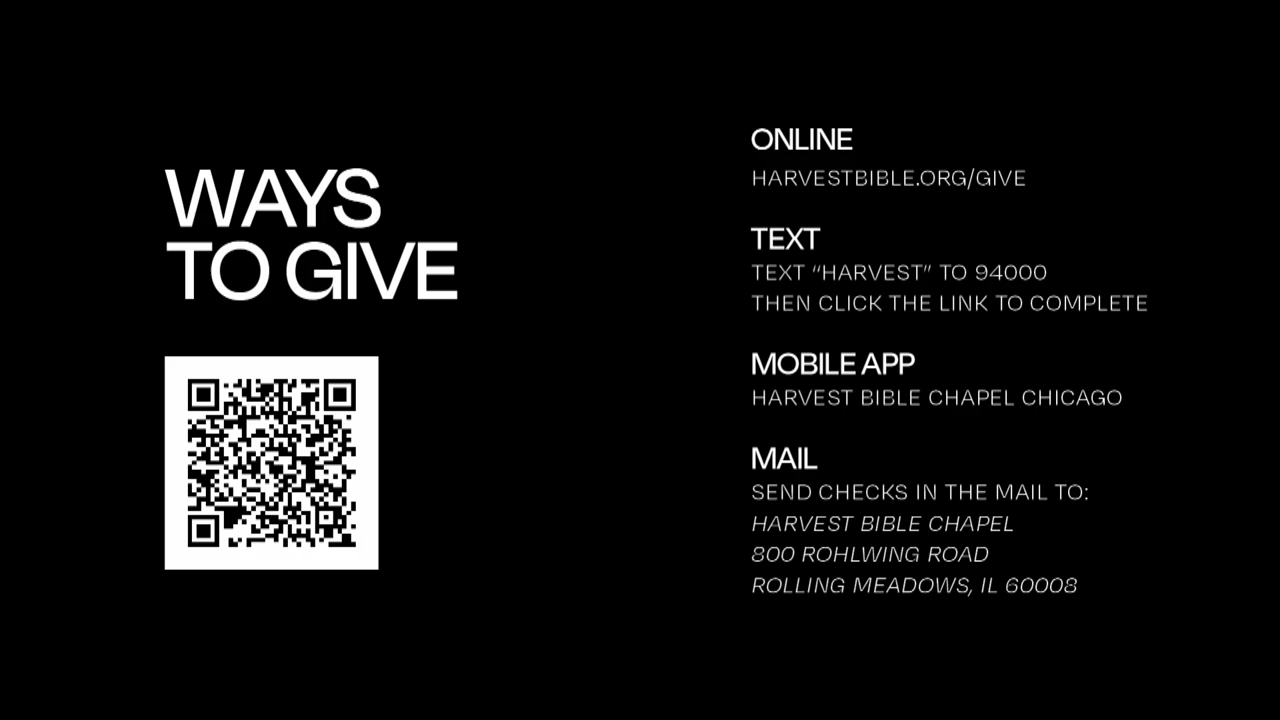 WAYS
TO GIVE
ONLINE
HARVESTBIBLE.ORG/GIVE
TEXT
TEXT “HARVEST” TO 94000
THEN CLICK THE LINK TO COMPLETE
MOBILE APP
HARVEST BIBLE CHAPEL CHICAGO
MAIL
SEND CHECKS IN THE MAIL TO:
HARVEST BIBLE CHAPEL
800 ROHLWING ROAD
ROLLING MEADOWS, IL 60008